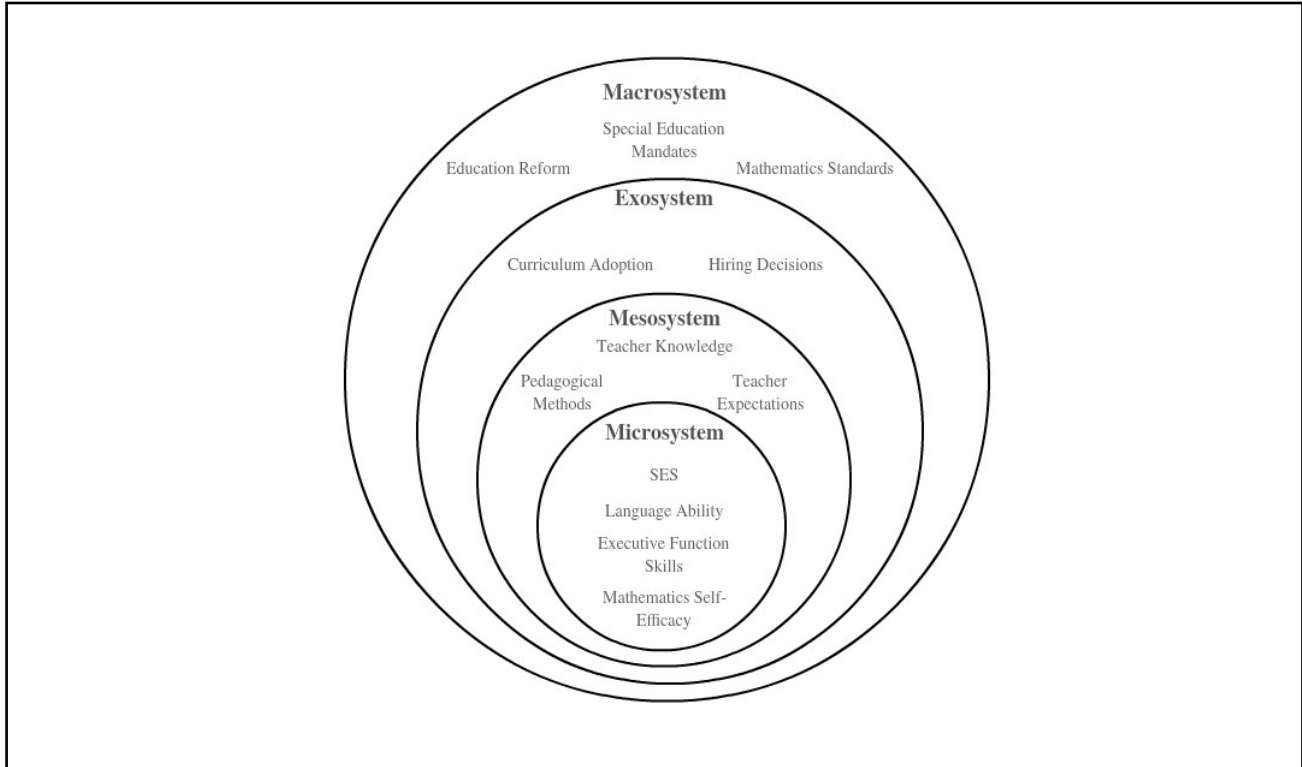 Macrosystem
Special Education
Mandates
Education Reform
Mathematics Standards
Exosystem
Curriculum Adoption
Hiring Decisions
Mesosystem
Teacher Knowledge
Pedagogical
Methods
Teacher
Expectations
Microsystem
SES
Language Ability
Executive Function
Skills
Mathematics Self-
Efficacy